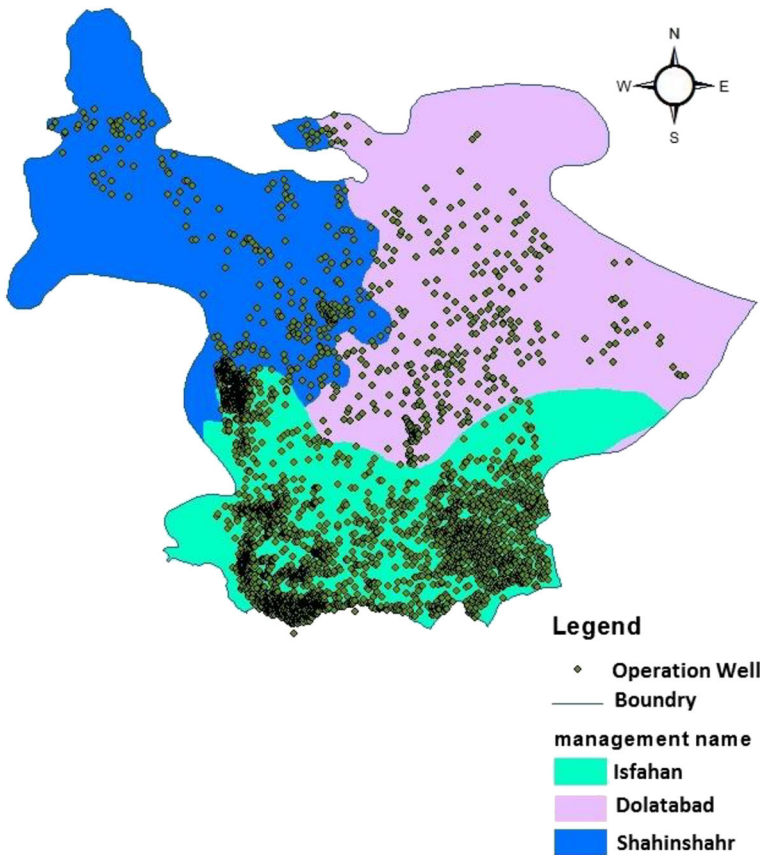 N
W E
S
Legend
Operation Well
Boundry
management name
Isfahan
Dolatabad
Shahinshahr